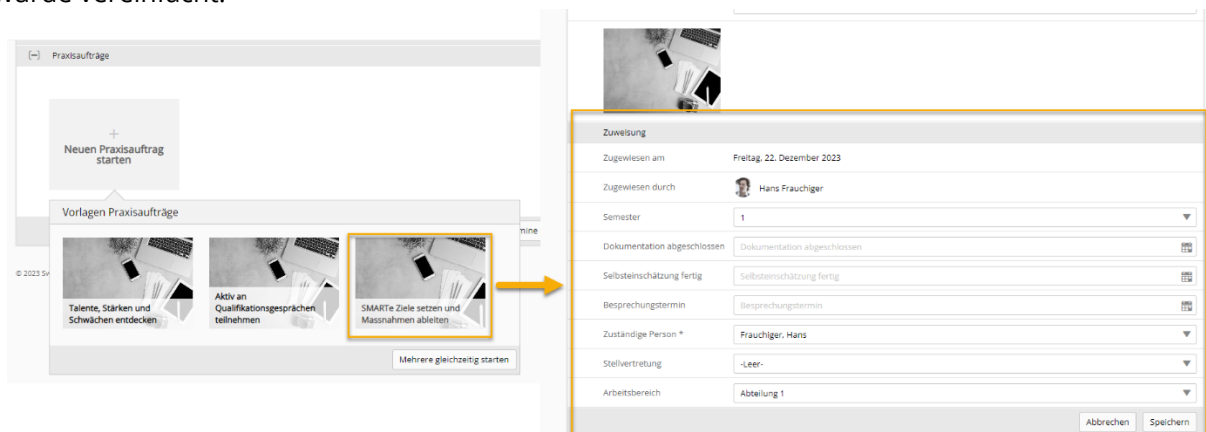 wurde vereinfacht.
[−] Praxisaufträge
+
Neuen Praxisauftrag
starten
Vorlagen Praxisaufträge
Talente, Stärken und
Schwächen entdecken
Aktiv an
Qualifikationsgesprächen
teilnehmen
SMARTe Ziele setzen und
Massnahmen ableiten
Mehrere gleichzeitig starten
© 2023
Zuweisung
Zugewiesen am Freitag, 22. Dezember 2023
Zugewiesen durch Hans Frauchiger
Semester 1
Dokumentation abgeschlossen Dokumentation abgeschlossen
Selbsteinschätzung fertig Selbsteinschätzung fertig
Besprechungstermin Besprechungstermin
Zuständige Person * Frauchiger, Hans
Stellvertretung -Leer-
Arbeitsbereich Abteilung 1
Abbrechen Speichern